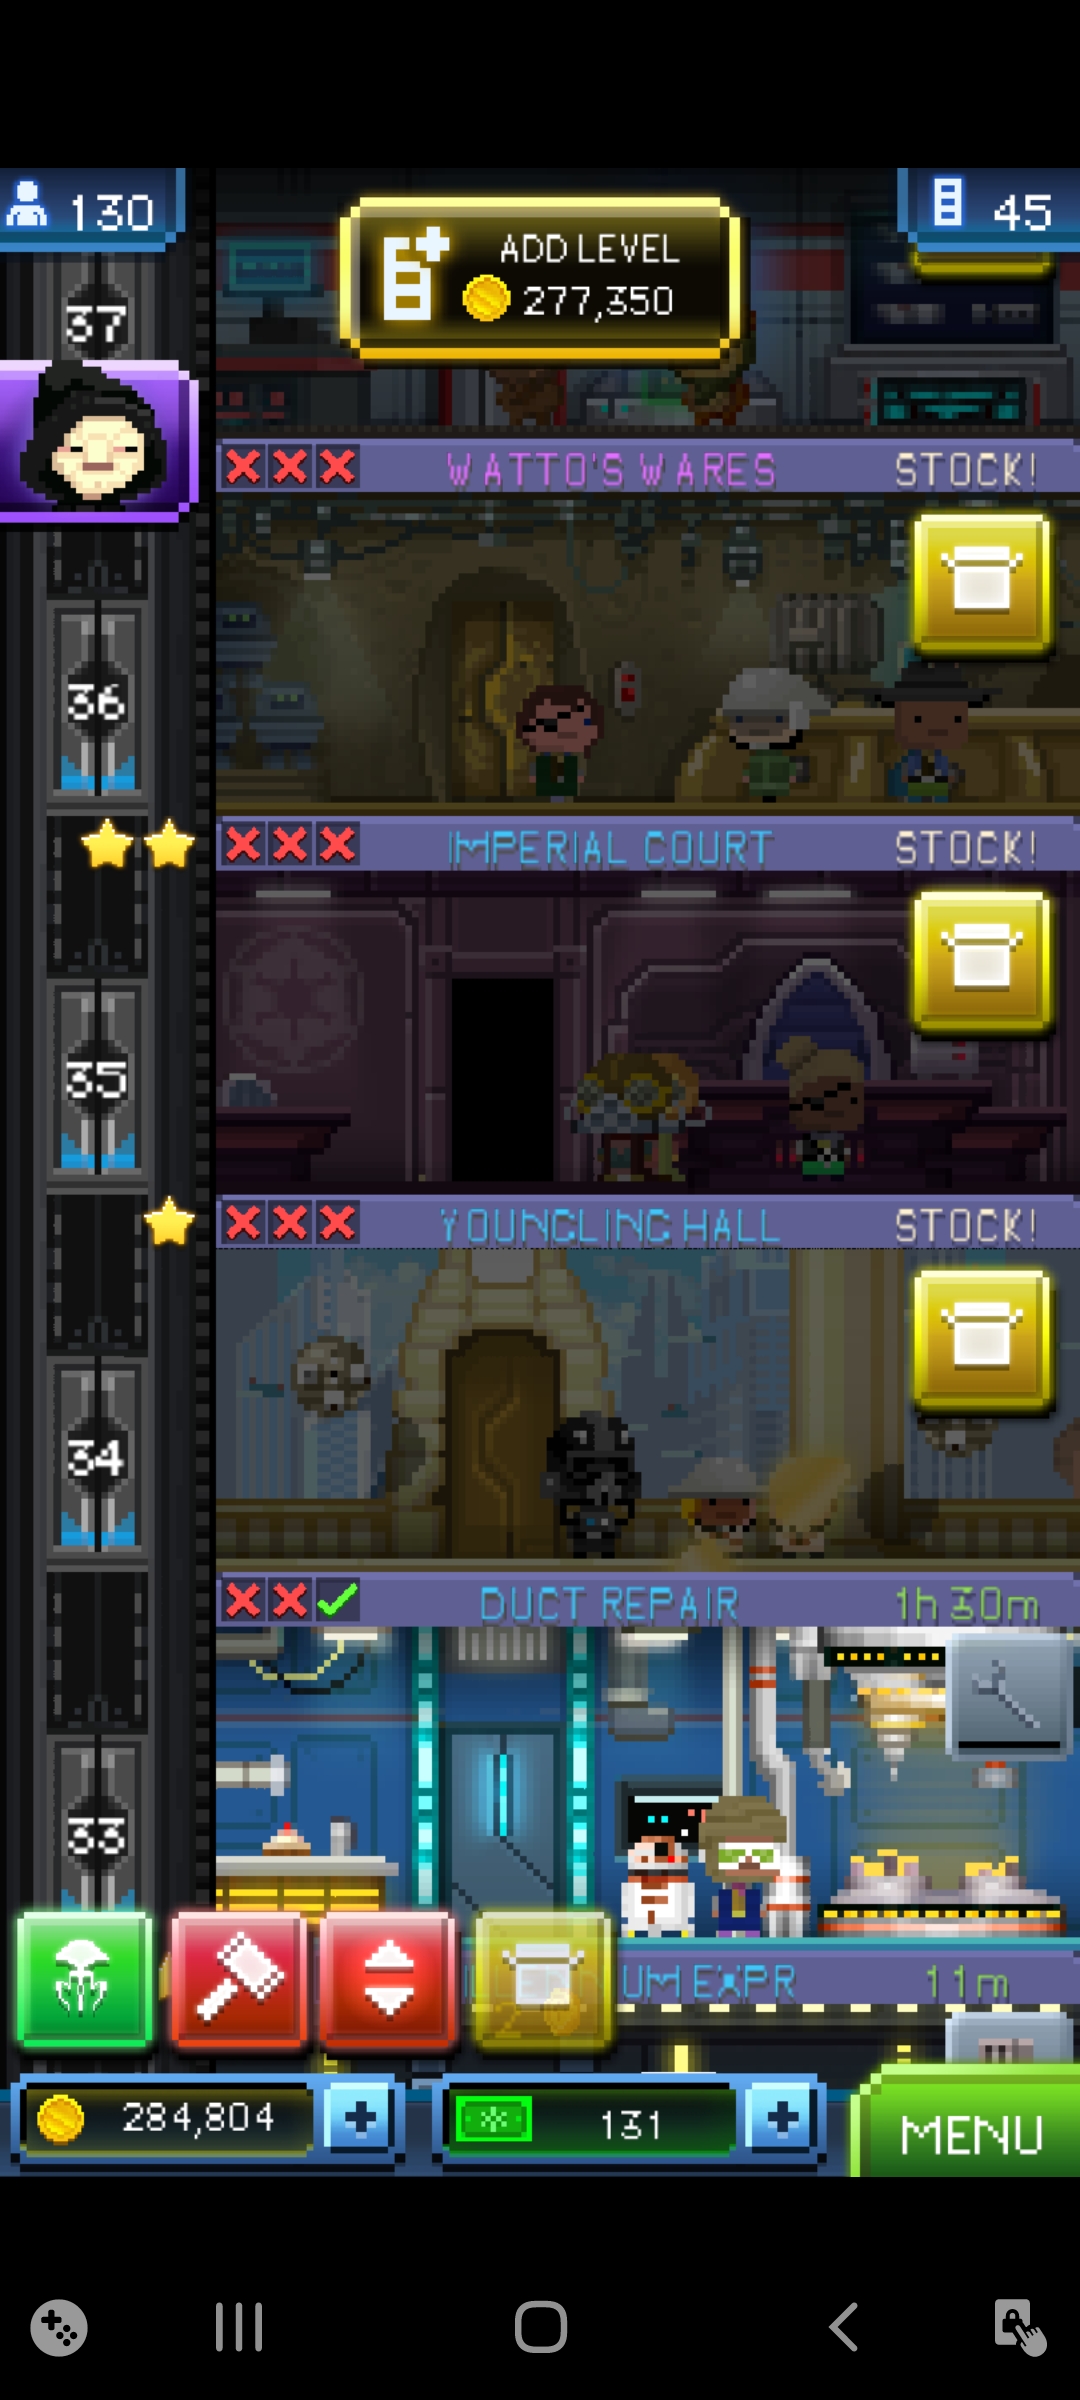 130
ADD LEVEL
277,350
45
37
WATTO'S WARES
STOCK!
36
IMPERIAL COURT
STOCK!
35
YOUNGLING HALL
STOCK!
34
DUCT REPAIR
1h 30m
33
UM EXPR
11m
284,804
131
MENU